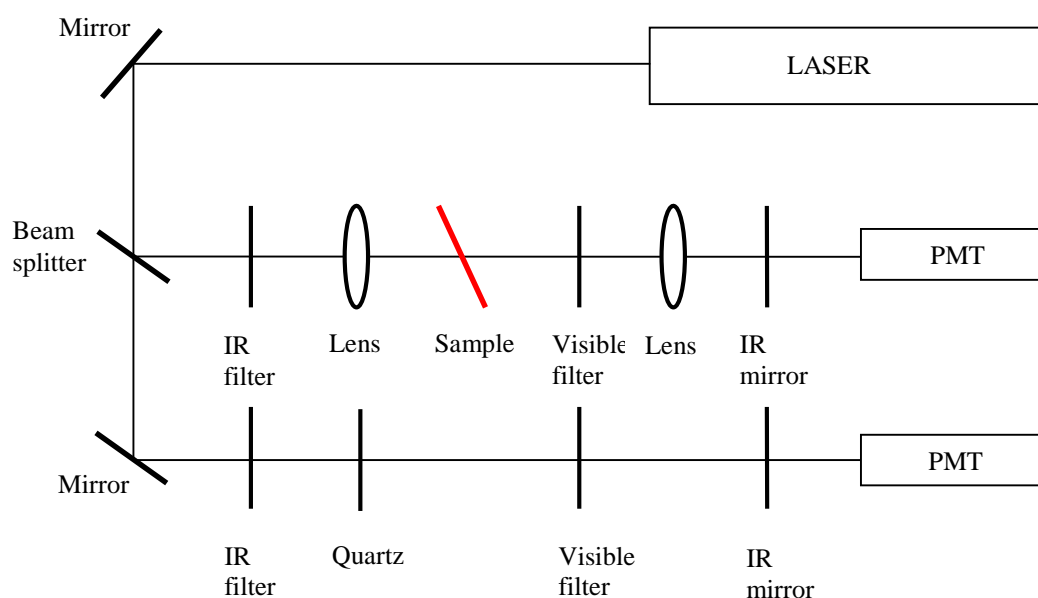 Mirror
LASER
Beam
splitter
PMT
IR
filter
Lens
Sample
Visible
filter
Lens
IR
mirror
Mirror
PMT
IR
filter
Quartz
Visible
filter
IR
mirror